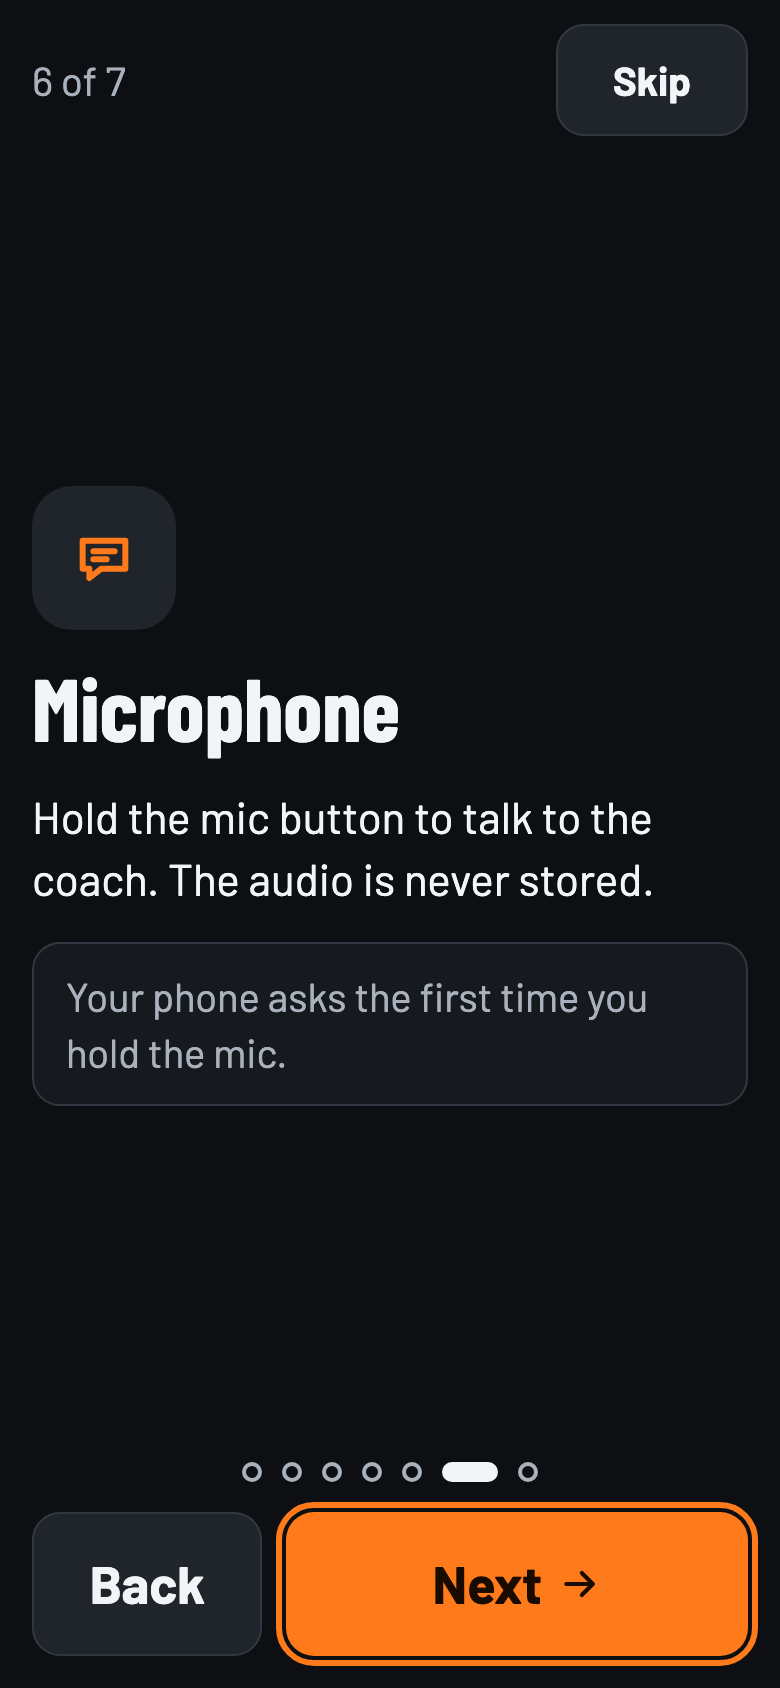 6 of 7
Skip
Microphone
Hold the mic button to talk to the
coach. The audio is never stored.
Your phone asks the first time you
hold the mic.
Back
Next →